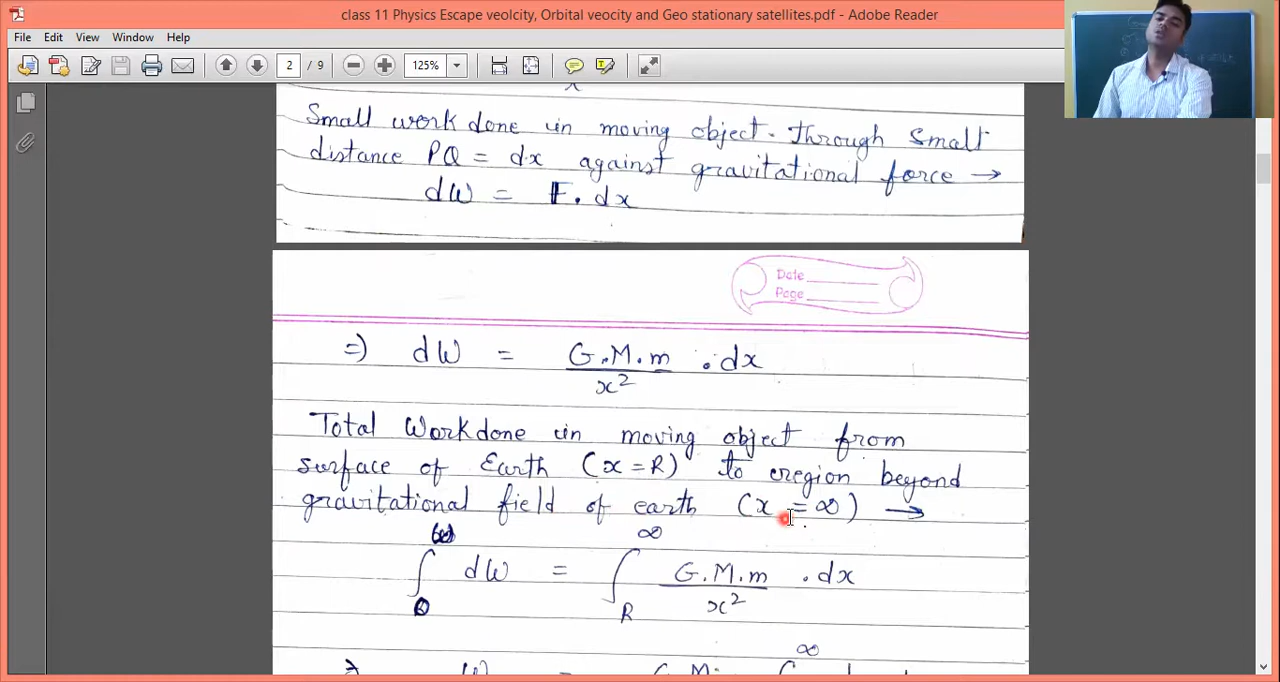 class 11 Physics Escape veolcity, Orbital veocity and Geo stationary satellites.pdf - Adobe Reader
File Edit View Window Help
2 / 9 125%
Small work done in moving object. Through Small
distance PQ = dx against gravitational force →
dW = F. dx
Date
Page
=) dW = G.M.m/x² .dx
Total Workdone in moving object from
surface of Earth (x=R) to region beyond
gravitational field of earth (x=∞) →
∫₀ᵂ dW = ∫_R^∞ G.M.m/x² .dx
∞